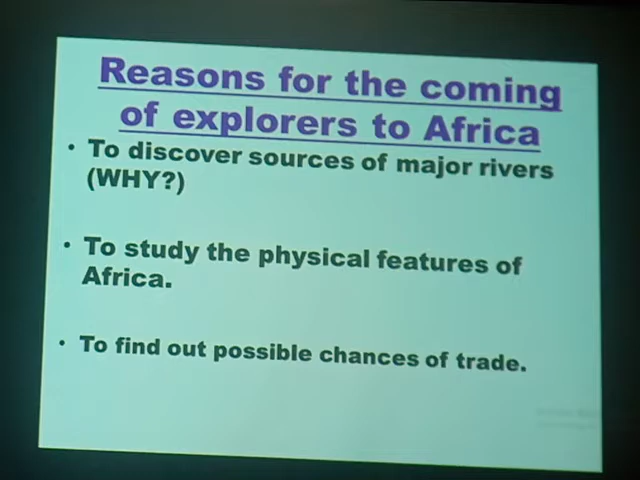 Reasons for the coming
of explorers to Africa
• To discover sources of major rivers
(WHY?)
• To study the physical features of
Africa.
• To find out possible chances of trade.